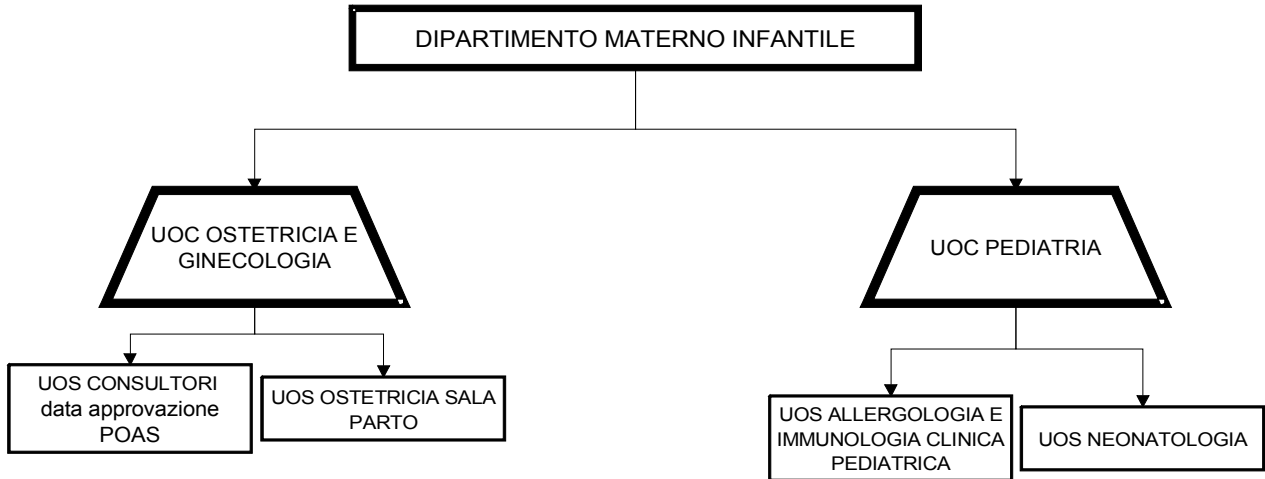 DIPARTIMENTO MATERNO INFANTILE
UOC OSTETRICIA E
GINECOLOGIA
UOC PEDIATRIA
UOS CONSULTORI
data approvazione
POAS
UOS OSTETRICIA SALA
PARTO
UOS ALLERGOLOGIA E
IMMUNOLOGIA CLINICA
PEDIATRICA
UOS NEONATOLOGIA